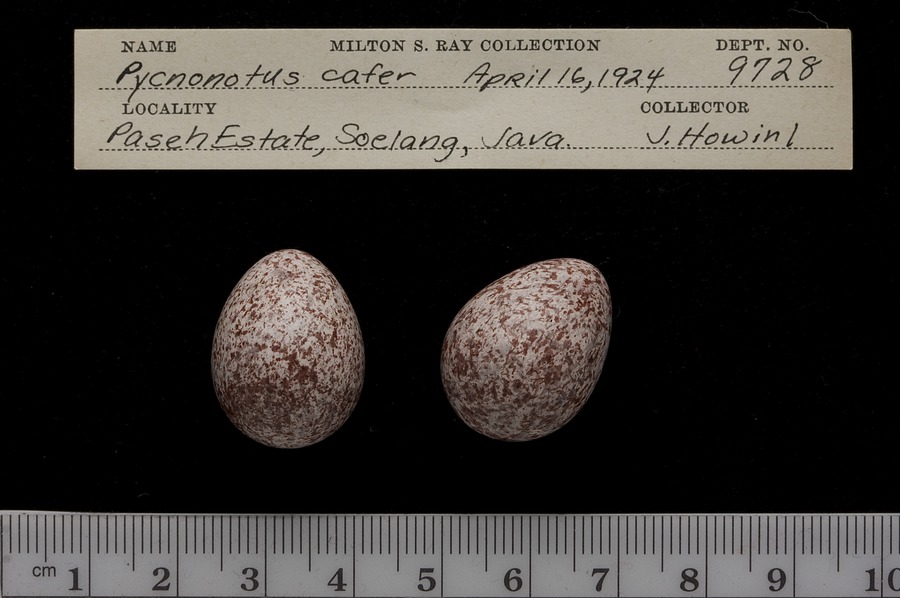 NAME MILTON S. RAY COLLECTION DEPT. NO.
Pycnonotus cafer April 16, 1924 9728
LOCALITY COLLECTOR
Paseh Estate, Soelang, Java. J. Howinl
cm 1 2 3 4 5 6 7 8 9 10